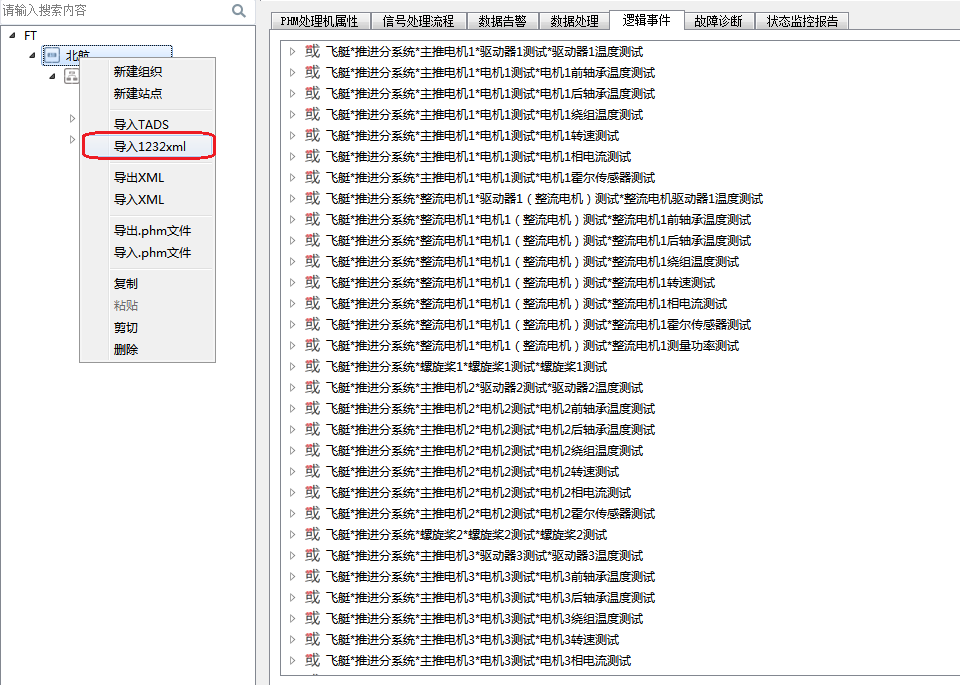 请输入搜索内容
FT
北航
新建组织
新建站点
导入TADS
导入1232xml
导出XML
导入XML
导出.phm文件
导入.phm文件
复制
粘贴
剪切
删除
PHM处理机属性 信号处理流程 数据告警 数据处理 逻辑事件 故障诊断 状态监控报告
或 飞艇*推进分系统*主推电机1*驱动器1测试*驱动器1温度测试
或 飞艇*推进分系统*主推电机1*电机1测试*电机1前轴承温度测试
或 飞艇*推进分系统*主推电机1*电机1测试*电机1后轴承温度测试
或 飞艇*推进分系统*主推电机1*电机1测试*电机1绕组温度测试
或 飞艇*推进分系统*主推电机1*电机1测试*电机1转速测试
或 飞艇*推进分系统*主推电机1*电机1测试*电机1相电流测试
或 飞艇*推进分系统*主推电机1*电机1测试*电机1霍尔传感器测试
或 飞艇*推进分系统*整流电机1*驱动器1（整流电机）测试*整流电机驱动器1温度测试
或 飞艇*推进分系统*整流电机1*电机1（整流电机）测试*整流电机1前轴承温度测试
或 飞艇*推进分系统*整流电机1*电机1（整流电机）测试*整流电机1后轴承温度测试
或 飞艇*推进分系统*整流电机1*电机1（整流电机）测试*整流电机1绕组温度测试
或 飞艇*推进分系统*整流电机1*电机1（整流电机）测试*整流电机1转速测试
或 飞艇*推进分系统*整流电机1*电机1（整流电机）测试*整流电机1相电流测试
或 飞艇*推进分系统*整流电机1*电机1（整流电机）测试*整流电机1霍尔传感器测试
或 飞艇*推进分系统*整流电机1*电机1（整流电机）测试*整流电机1测量功率测试
或 飞艇*推进分系统*螺旋桨1*螺旋桨1测试*螺旋桨1测试
或 飞艇*推进分系统*主推电机2*驱动器2测试*驱动器2温度测试
或 飞艇*推进分系统*主推电机2*电机2测试*电机2前轴承温度测试
或 飞艇*推进分系统*主推电机2*电机2测试*电机2后轴承温度测试
或 飞艇*推进分系统*主推电机2*电机2测试*电机2绕组温度测试
或 飞艇*推进分系统*主推电机2*电机2测试*电机2转速测试
或 飞艇*推进分系统*主推电机2*电机2测试*电机2相电流测试
或 飞艇*推进分系统*主推电机2*电机2测试*电机2霍尔传感器测试
或 飞艇*推进分系统*螺旋桨2*螺旋桨2测试*螺旋桨2测试
或 飞艇*推进分系统*主推电机3*驱动器3测试*驱动器3温度测试
或 飞艇*推进分系统*主推电机3*电机3测试*电机3前轴承温度测试
或 飞艇*推进分系统*主推电机3*电机3测试*电机3后轴承温度测试
或 飞艇*推进分系统*主推电机3*电机3测试*电机3绕组温度测试
或 飞艇*推进分系统*主推电机3*电机3测试*电机3转速测试
或 飞艇*推进分系统*主推电机3*电机3测试*电机3相电流测试